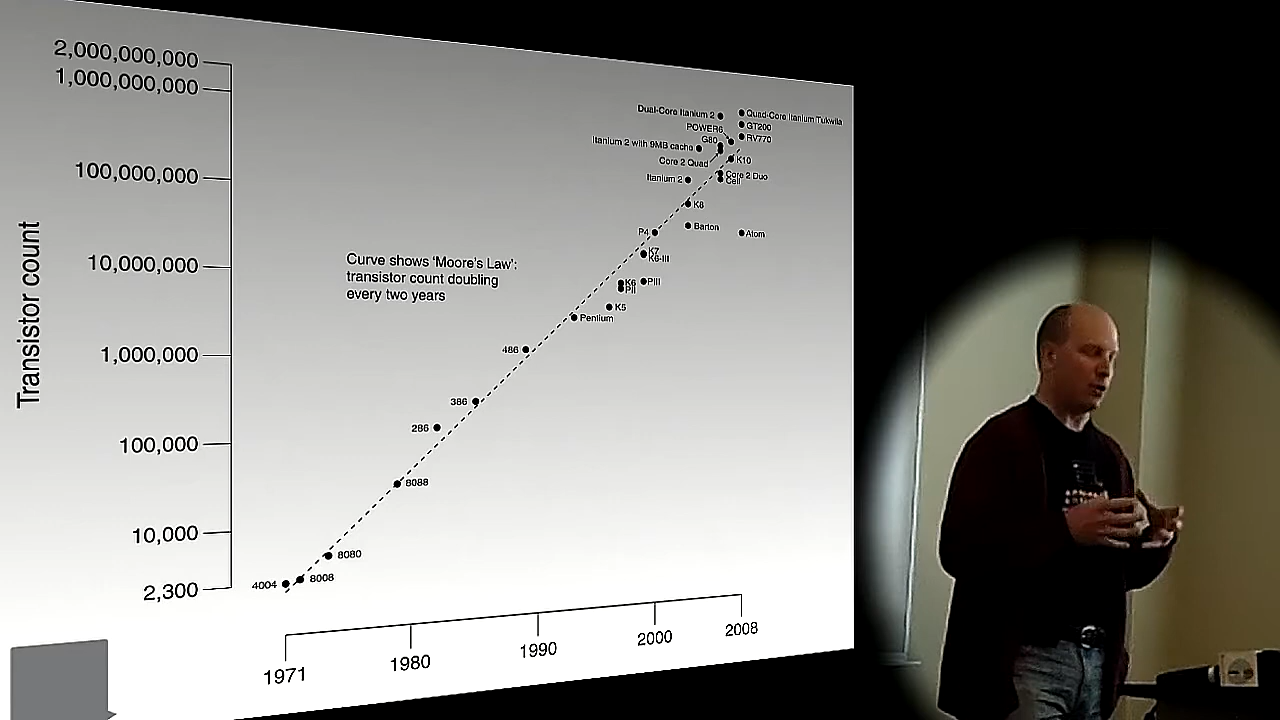 2,000,000,000
1,000,000,000
100,000,000
10,000,000
1,000,000
100,000
10,000
2,300
Transistor count
Curve shows 'Moore's Law':
transistor count doubling
every two years
Dual-Core Itanium 2
Quad-Core Itanium Tukwila
GT200
POWER6
RV770
G80
Itanium 2 with 9MB cache
K10
Core 2 Quad
Core 2 Duo
Cell
Itanium 2
K8
Barton
P4
Atom
K7
K6-III
K6
PIII
PII
K5
Pentium
486
386
286
8088
8080
8008
4004
1971
1980
1990
2000
2008